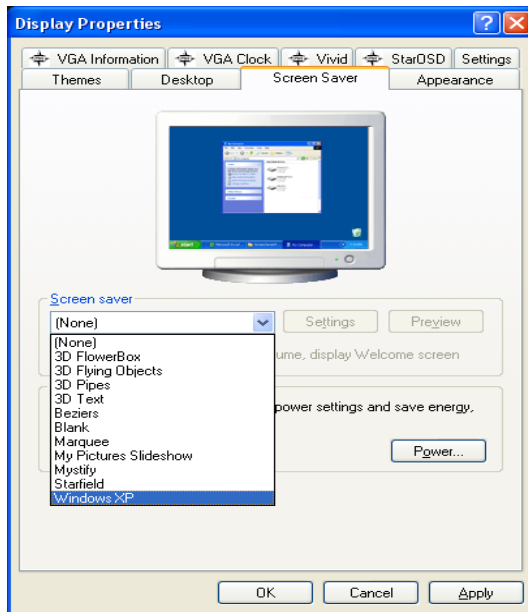 Display Properties
VGA Information VGA Clock Vivid StarOSD Settings
Themes Desktop Screen Saver Appearance
start
Screen saver
(None) Settings Preview
(None)
3D FlowerBox
ume, display Welcome screen
3D Flying Objects
3D Pipes
3D Text
Beziers
power settings and save energy,
Blank
Marquee
My Pictures Slideshow
Power...
Mystify
Starfield
Windows XP
OK Cancel Apply